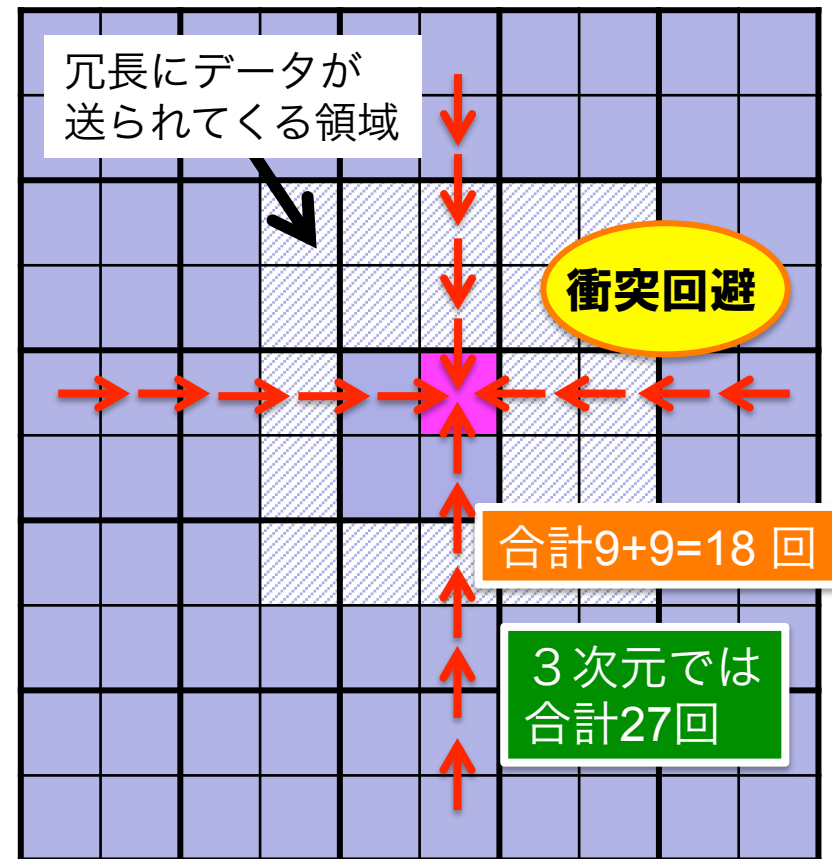 冗長にデータが
送られてくる領域
衝突回避
合計9+9=18 回
３次元では
合計27回